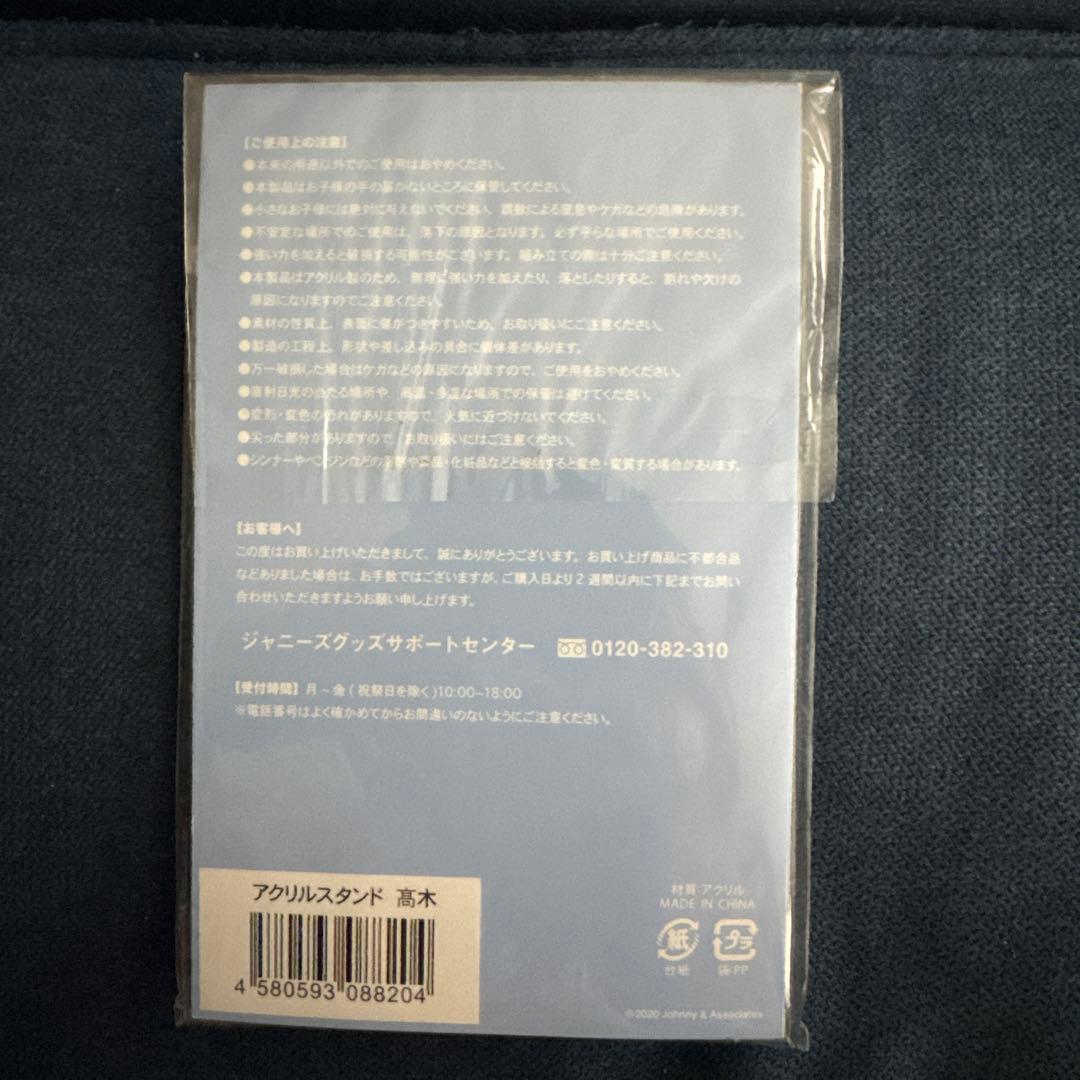 【ご使用上の注意】
●本来の用途以外でのご使用はおやめください。
●本製品はお子様の手の届かないところに保管してください。
●小さなお子様には絶対に与えないでください。誤飲による窒息やケガなどの危険があります。
●不安定な場所でのご使用は、落下の原因となります。必ず平らな場所でご使用ください。
●強い力を加えると破損する可能性がございます。組み立ての際は十分ご注意ください。
●本製品はアクリル製のため、無理に強い力を加えたり、落としたりすると、割れや欠けの
原因になりますのでご注意ください。
●素材の性質上、表面に傷がつきやすいため、お取り扱いにご注意ください。
●製造の工程上、形状や差し込みの具合に個体差があります。
●万一破損した場合はケガなどの原因になりますので、ご使用をおやめください。
●直射日光の当たる場所や、高温・多湿な場所での保管は避けてください。
●変形・変色の恐れがありますので、火気に近づけないでください。
●尖った部分がありますので、お取り扱いにはご注意ください。
●シンナーやベンジンなどの溶剤や薬品・化粧品などと接触すると変色・変質する場合があります。
【お客様へ】
この度はお買い上げいただきまして、誠にありがとうございます。お買い上げ商品に不都合品
などありました場合は、お手数ではございますが、ご購入日より2週間以内に下記までお問い
合わせいただきますようお願い申し上げます。
ジャニーズグッズサポートセンター 0120-382-310
【受付時間】月～金(祝祭日を除く)10:00~18:00
※電話番号はよく確かめてからお間違いのないようにご注意ください。
アクリルスタンド 髙木
4 580593 088204
材質:アクリル
MADE IN CHINA
紙 プラ
台紙 袋:PP
©2020 Johnny & Associates